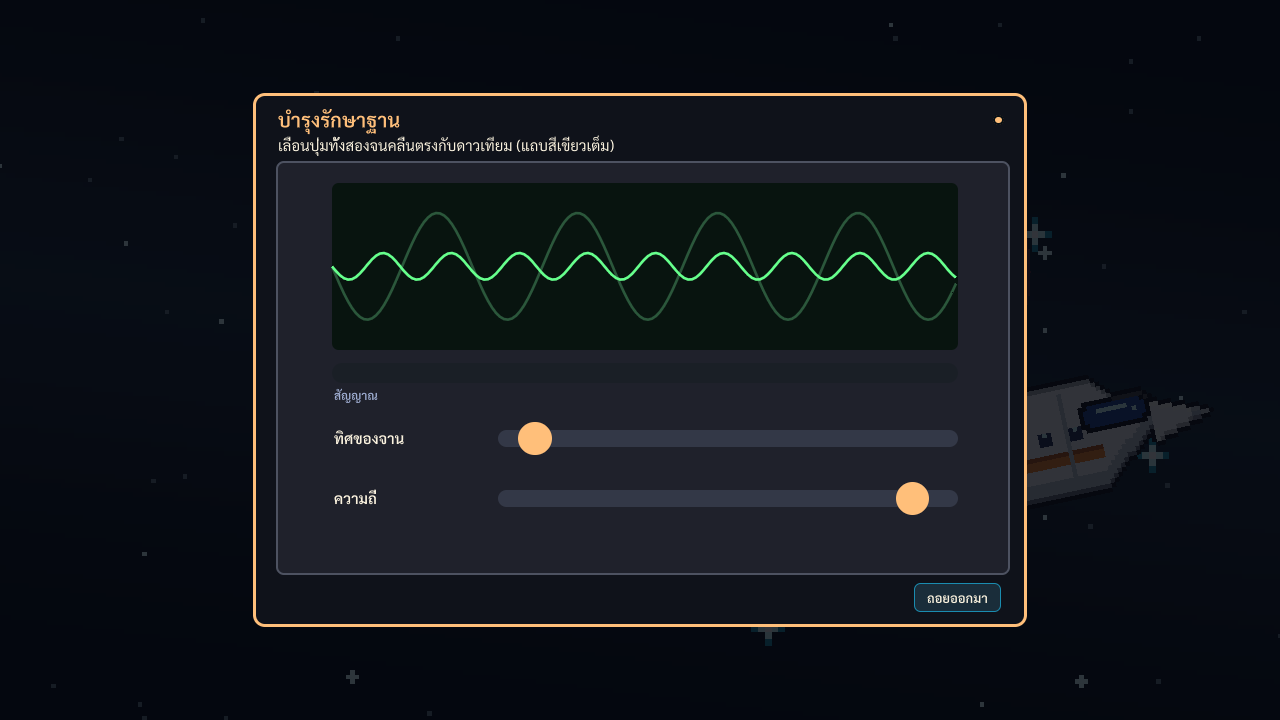 บำรุงรักษาฐาน
เลื่อนปุ่มทั้งสองจนคลื่นตรงกับดาวเทียม (แถบสีเขียวเต็ม)
สัญญาณ
ทิศของจาน
ความถี่
ถอยออกมา